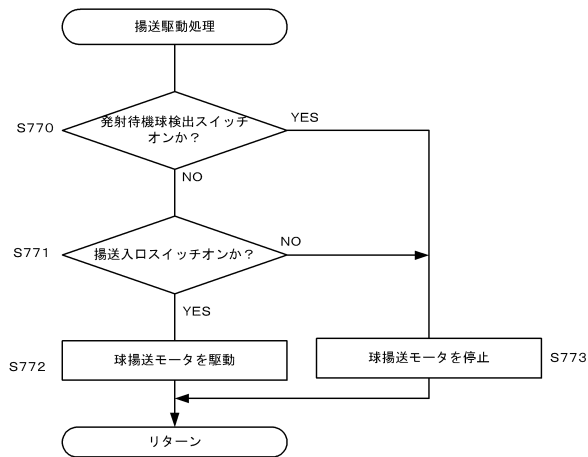 揚送駆動処理
発射待機球検出スイッチ
オンか?
S770
YES
NO
揚送入口スイッチオンか?
S771
NO
YES
球揚送モータを駆動
S772
球揚送モータを停止
S773
リターン